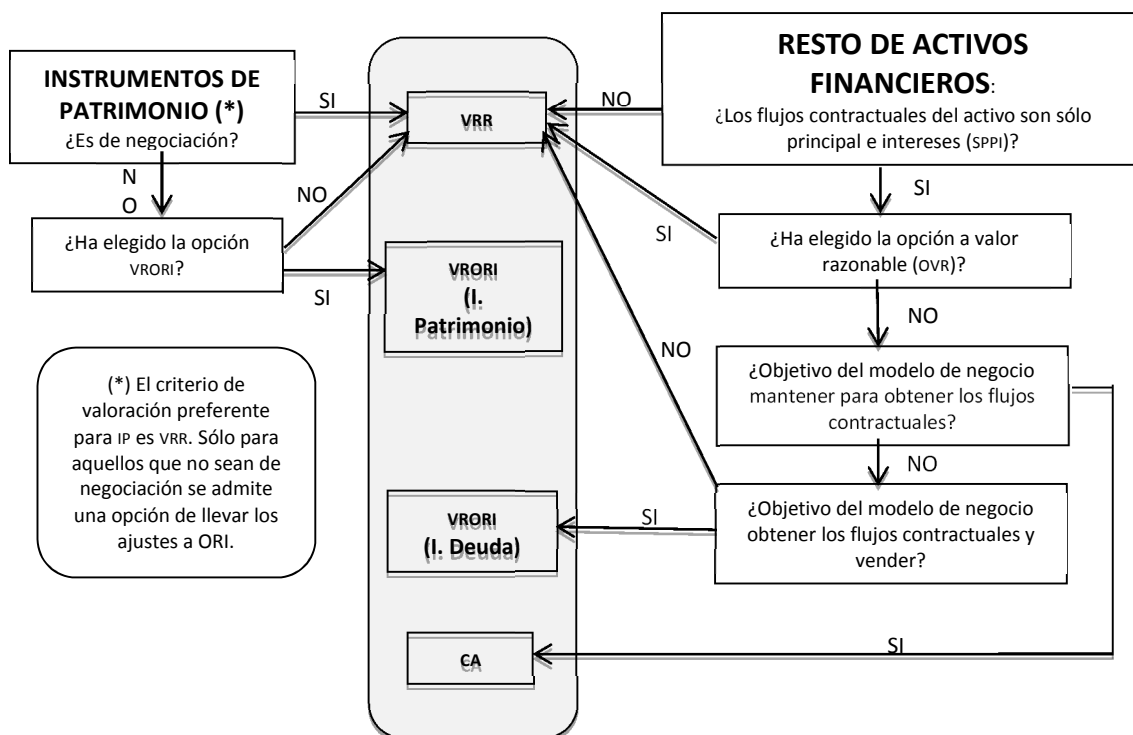 INSTRUMENTOS DE
PATRIMONIO (*)
¿Es de negociación?
SI
N
O
NO
¿Ha elegido la opción
VRORI?
SI
(*) El criterio de
valoración preferente
para IP es VRR. Sólo para
aquellos que no sean de
negociación se admite
una opción de llevar los
ajustes a ORI.
VRR
VRORI
(I.
Patrimonio)
VRORI
(I. Deuda)
CA
RESTO DE ACTIVOS
FINANCIEROS:
¿Los flujos contractuales del activo son sólo
principal e intereses (SPPI)?
NO
SI
¿Ha elegido la opción a valor
razonable (OVR)?
SI
NO
¿Objetivo del modelo de negocio
mantener para obtener los flujos
contractuales?
NO
NO
¿Objetivo del modelo de negocio
obtener los flujos contractuales y
vender?
SI
SI